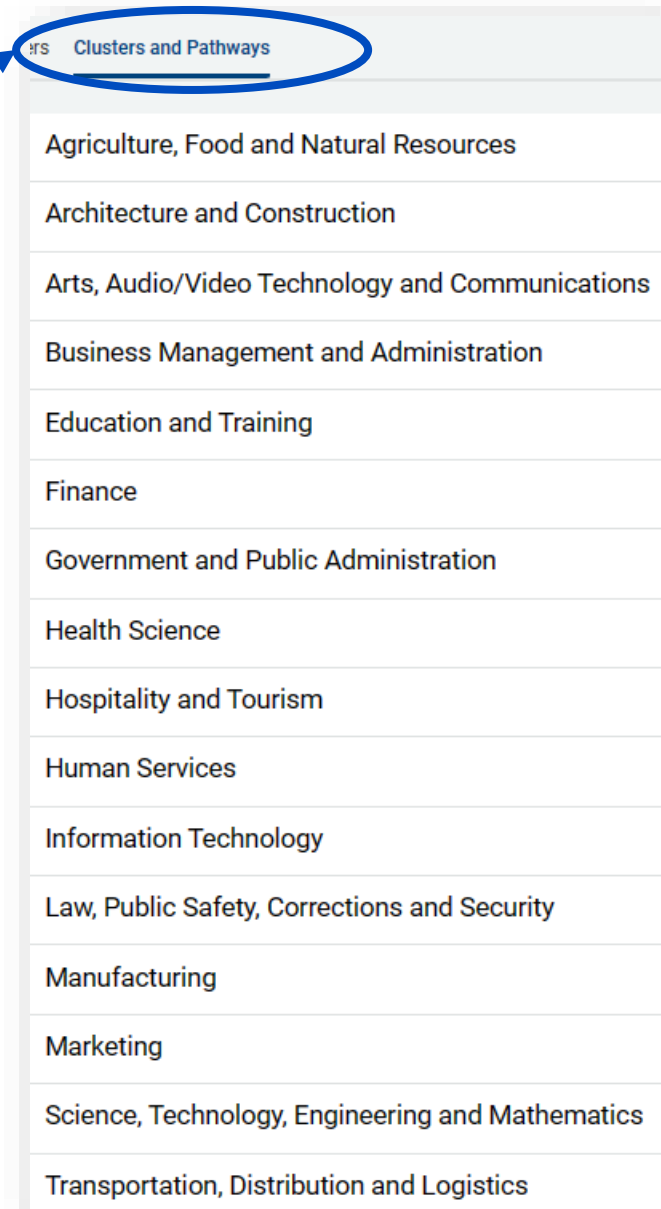 ers Clusters and Pathways
Agriculture, Food and Natural Resources
Architecture and Construction
Arts, Audio/Video Technology and Communications
Business Management and Administration
Education and Training
Finance
Government and Public Administration
Health Science
Hospitality and Tourism
Human Services
Information Technology
Law, Public Safety, Corrections and Security
Manufacturing
Marketing
Science, Technology, Engineering and Mathematics
Transportation, Distribution and Logistics